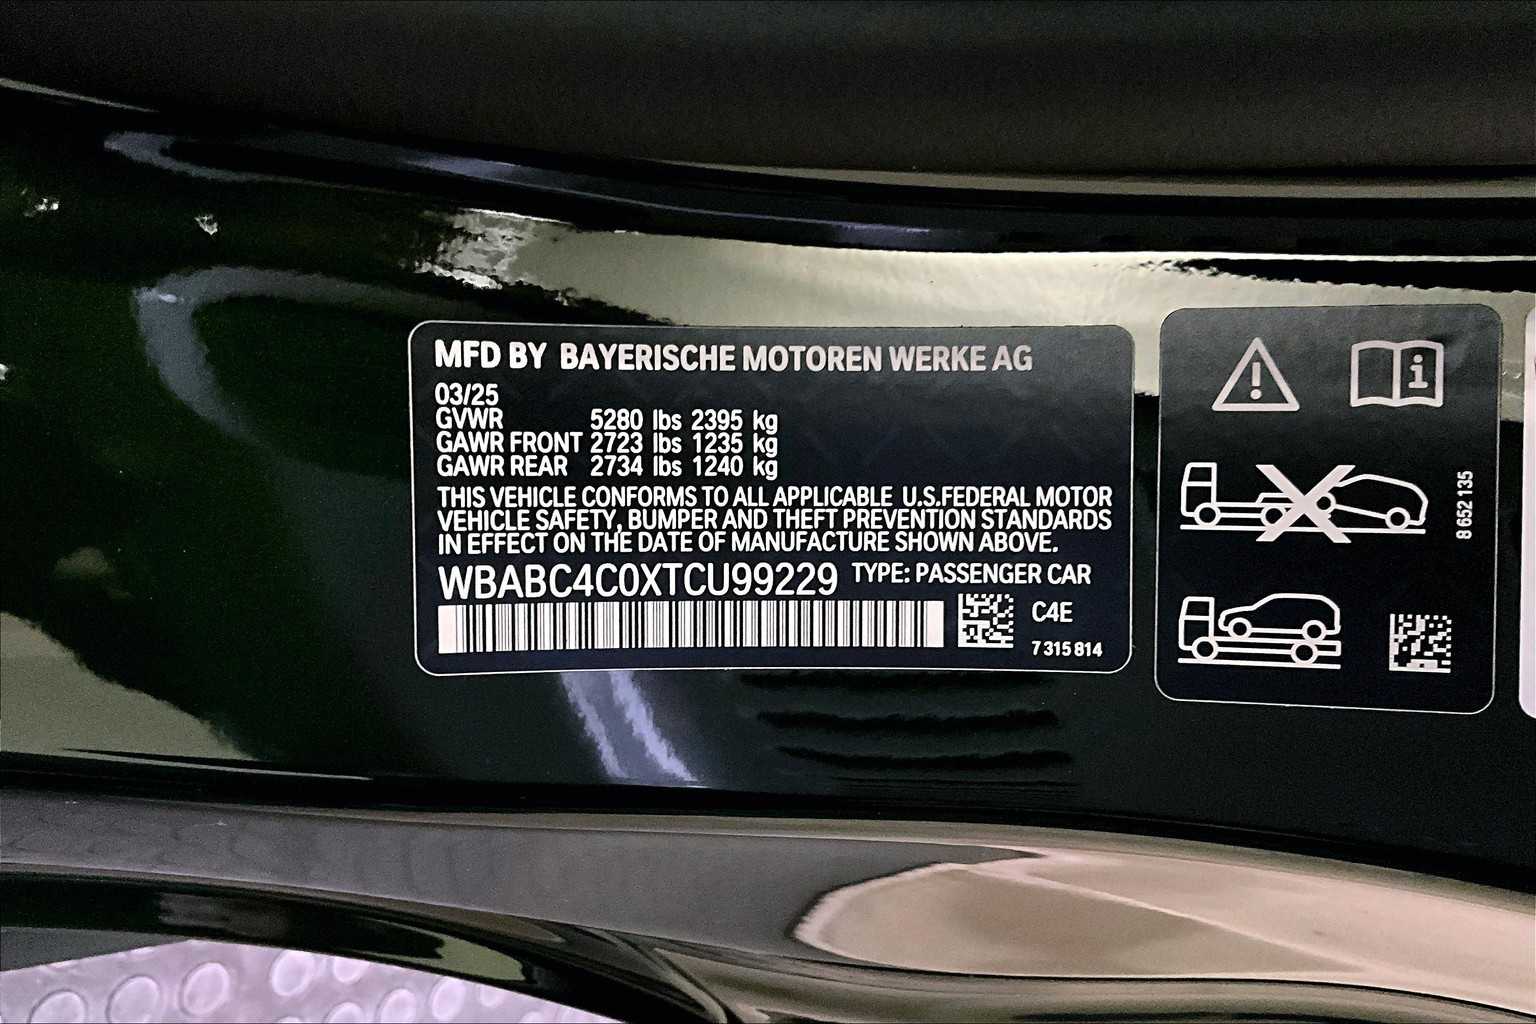 MFD BY BAYERISCHE MOTOREN WERKE AG
03/25
GVWR 5280 lbs 2395 kg
GAWR FRONT 2723 lbs 1235 kg
GAWR REAR 2734 lbs 1240 kg
THIS VEHICLE CONFORMS TO ALL APPLICABLE U.S.FEDERAL MOTOR
VEHICLE SAFETY, BUMPER AND THEFT PREVENTION STANDARDS
IN EFFECT ON THE DATE OF MANUFACTURE SHOWN ABOVE.
WBABC4C0XTCU99229 TYPE: PASSENGER CAR
C4E
7 315 814
8 652 135